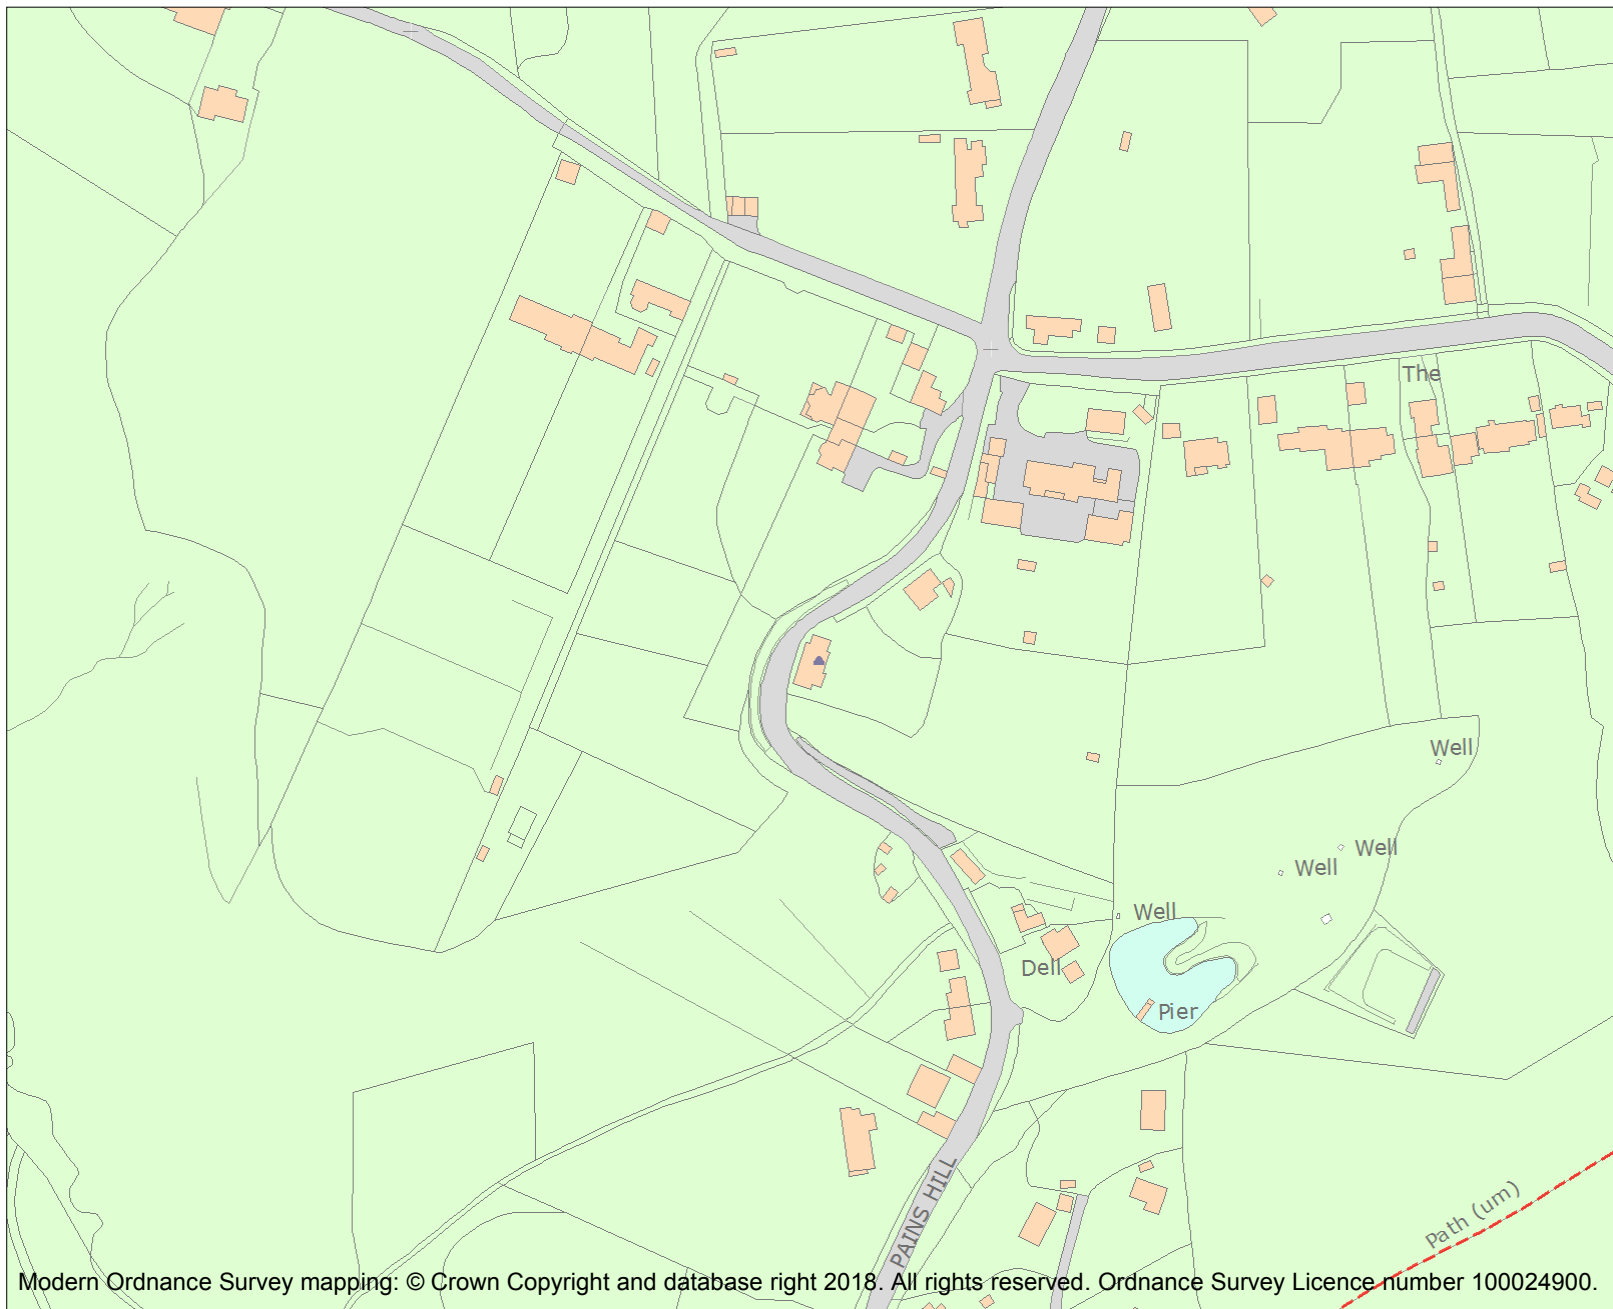 The
Well
Well
Well
Well
Dell
Pier
PAINS HILL
Path (um)
Modern Ordnance Survey mapping: © Crown Copyright and database right 2018. All rights reserved. Ordnance Survey Licence number 100024900.